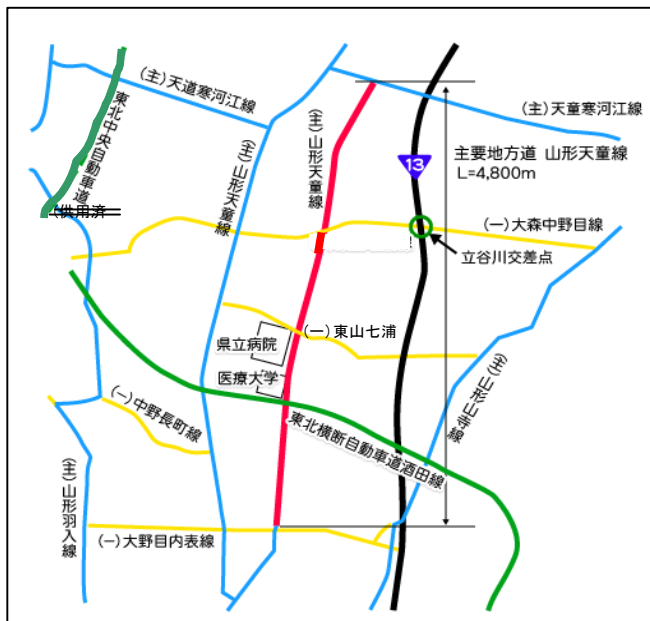 (主)天道寒河江線
(主)天童寒河江線
東北中央自動車道
(供用済)
(主)山形天童線
(主)山形天童線
13
主要地方道 山形天童線
L=4,800m
(一)大森中野目線
立谷川交差点
(一)東山七浦
県立病院
医療大学
(主)山形山寺線
(一)中野長町線
東北横断自動車道酒田線
(主)山形羽入線
(一)大野目内表線